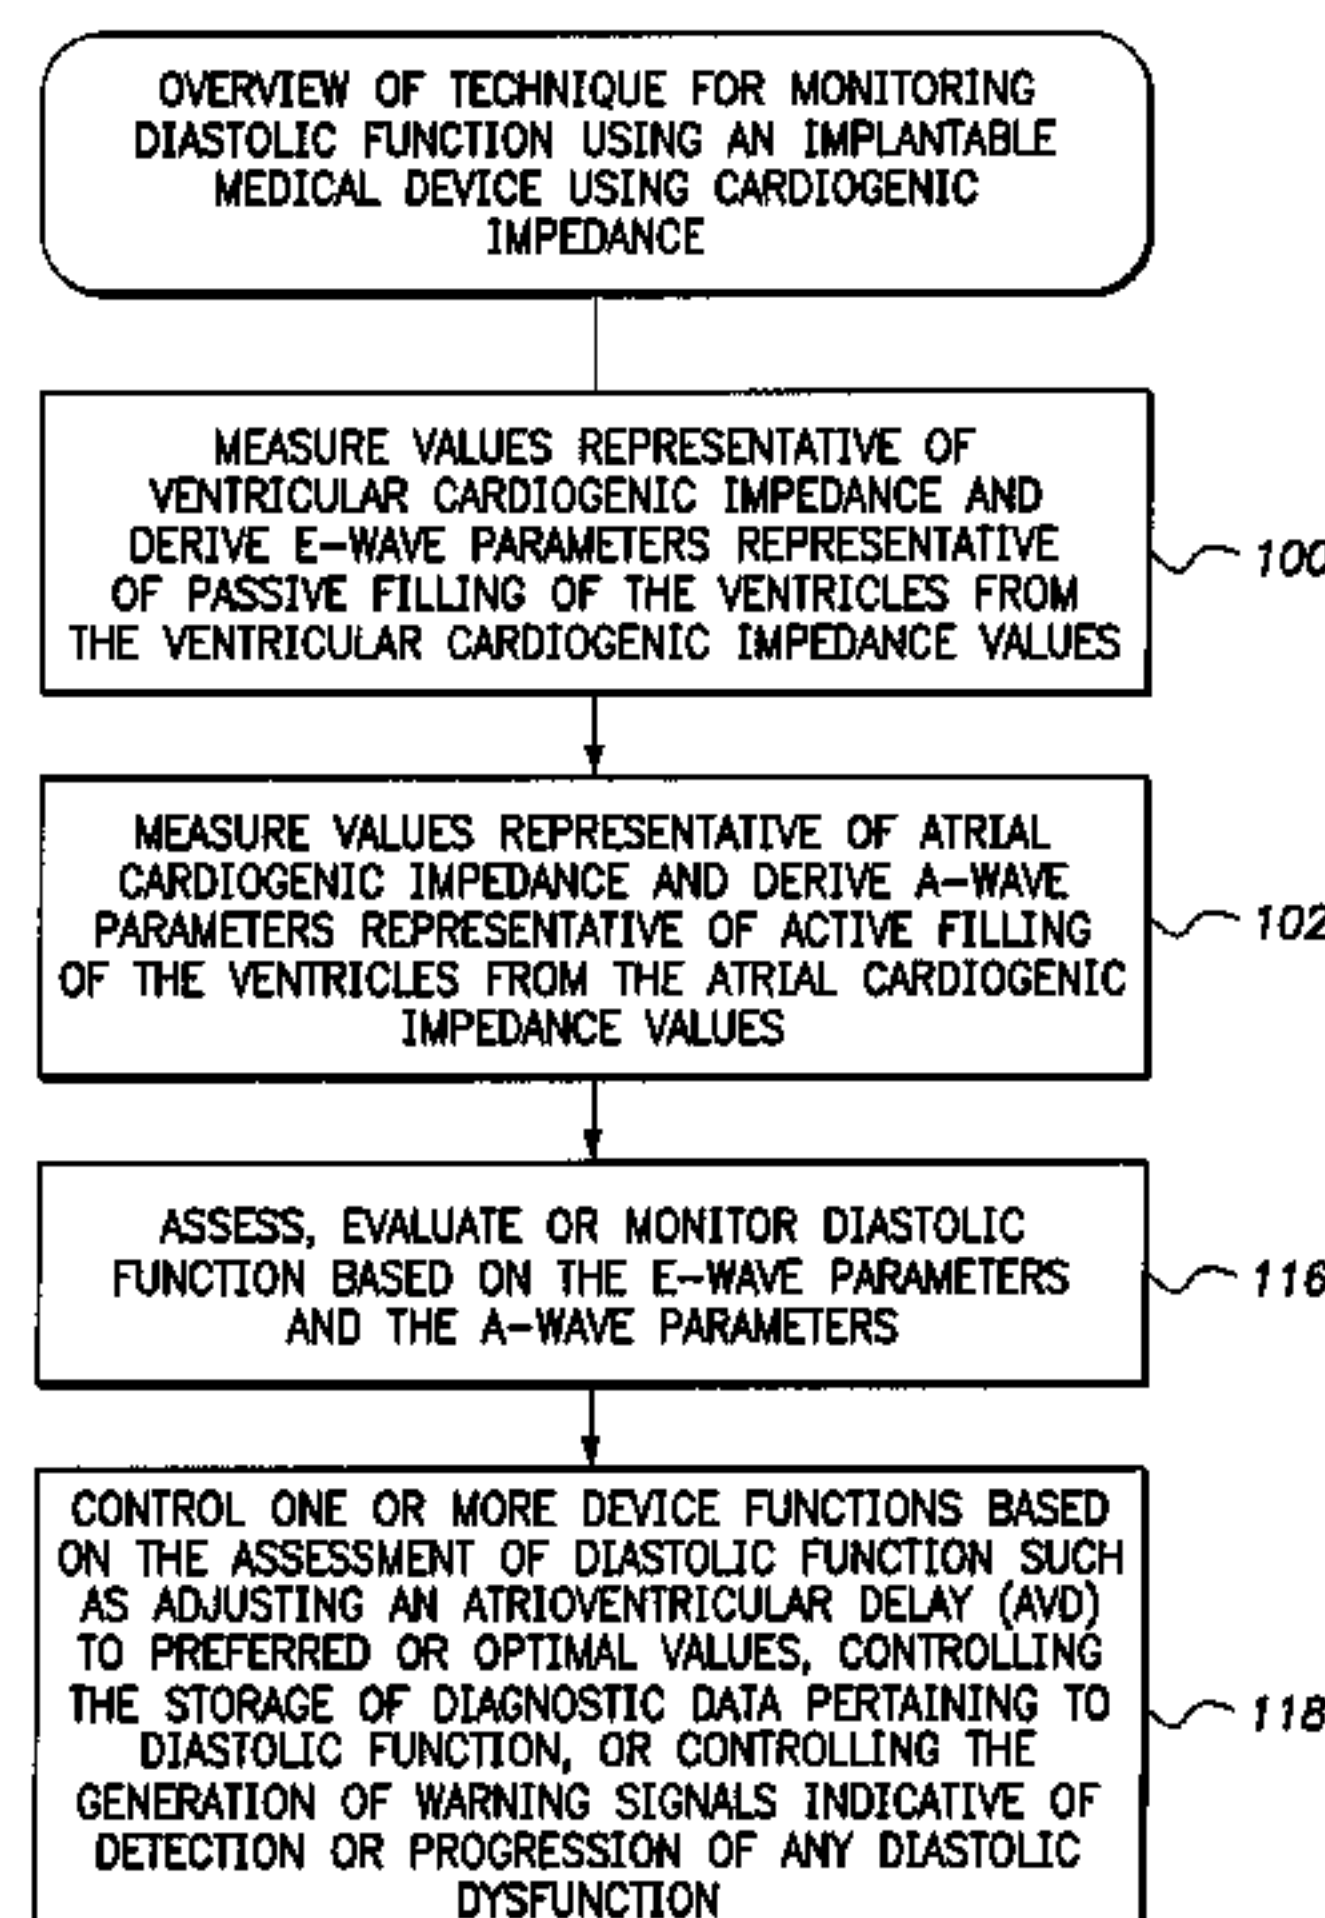 OVERVIEW OF TECHNIQUE FOR MONITORING
DIASTOLIC FUNCTION USING AN IMPLANTABLE
MEDICAL DEVICE USING CARDIOGENIC
IMPEDANCE
MEASURE VALUES REPRESENTATIVE OF
VENTRICULAR CARDIOGENIC IMPEDANCE AND
DERIVE E-WAVE PARAMETERS REPRESENTATIVE
OF PASSIVE FILLING OF THE VENTRICLES FROM
THE VENTRICULAR CARDIOGENIC IMPEDANCE VALUES
100
MEASURE VALUES REPRESENTATIVE OF ATRIAL
CARDIOGENIC IMPEDANCE AND DERIVE A-WAVE
PARAMETERS REPRESENTATIVE OF ACTIVE FILLING
OF THE VENTRICLES FROM THE ATRIAL CARDIOGENIC
IMPEDANCE VALUES
102
ASSESS, EVALUATE OR MONITOR DIASTOLIC
FUNCTION BASED ON THE E-WAVE PARAMETERS
AND THE A-WAVE PARAMETERS
116
CONTROL ONE OR MORE DEVICE FUNCTIONS BASED
ON THE ASSESSMENT OF DIASTOLIC FUNCTION SUCH
AS ADJUSTING AN ATRIOVENTRICULAR DELAY (AVD)
TO PREFERRED OR OPTIMAL VALUES, CONTROLLING
THE STORAGE OF DIAGNOSTIC DATA PERTAINING TO
DIASTOLIC FUNCTION, OR CONTROLLING THE
GENERATION OF WARNING SIGNALS INDICATIVE OF
DETECTION OR PROGRESSION OF ANY DIASTOLIC
DYSFUNCTION
118